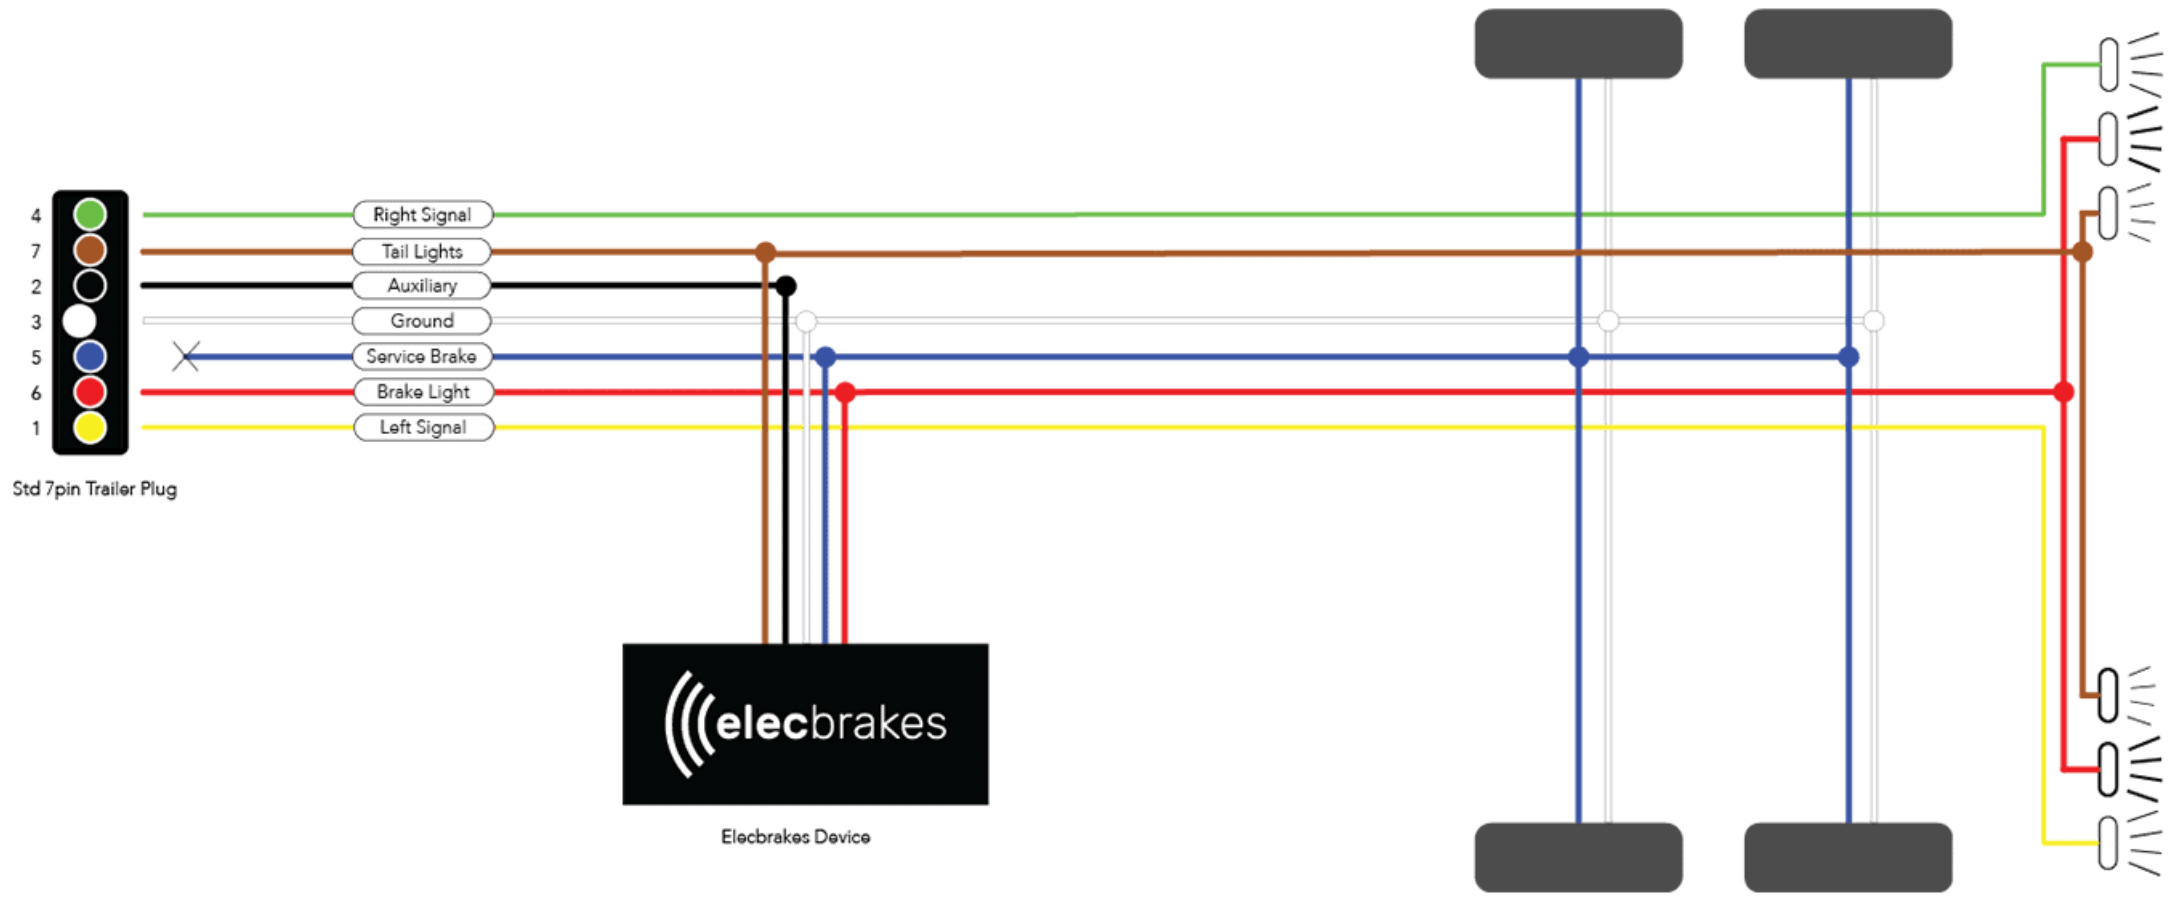 4 Right Signal
7 Tail Lights
2 Auxiliary
3 Ground
5 Service Brake
6 Brake Light
1 Left Signal
Std 7pin Trailer Plug
elecbrakes
Elecbrakes Device